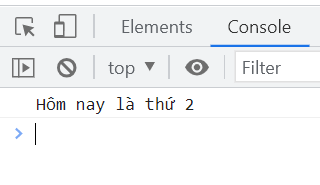 Elements Console
top Filter
Hôm nay là thứ 2